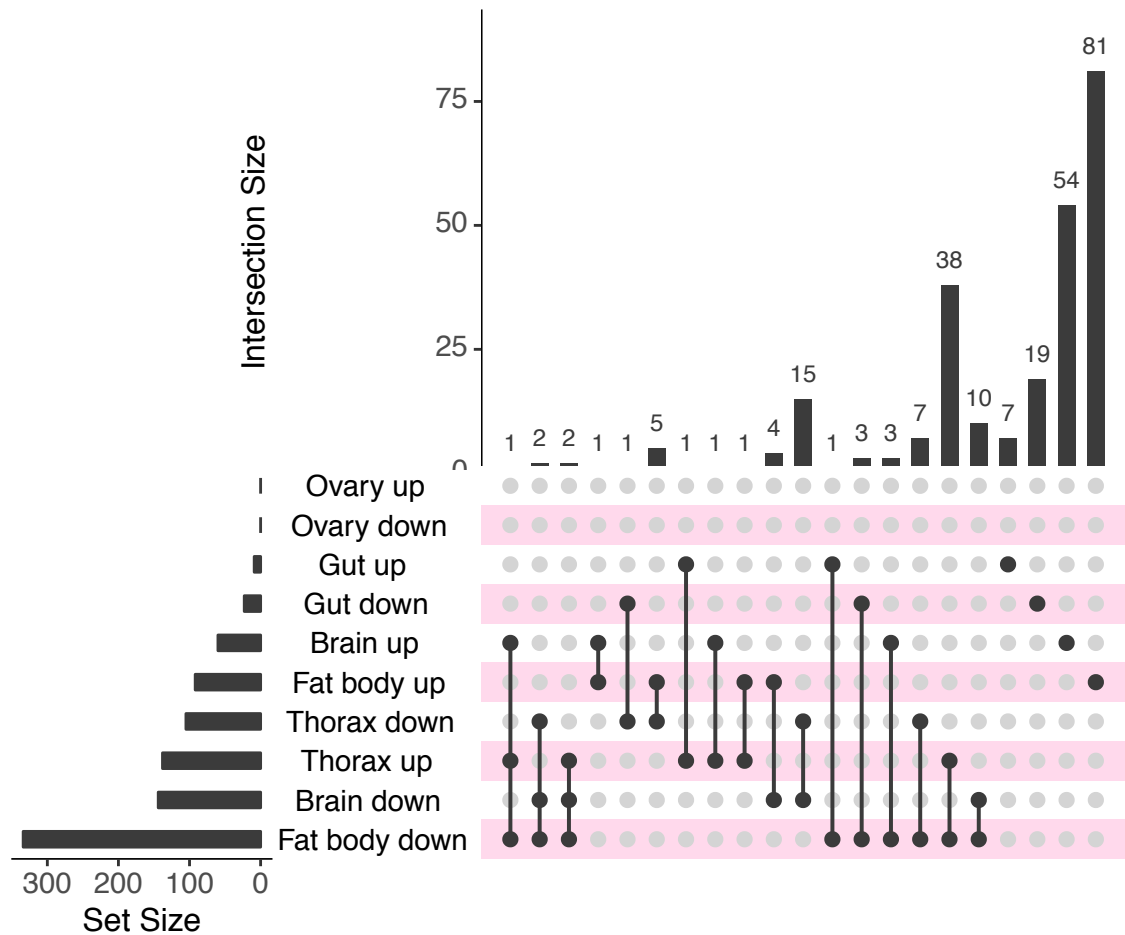 Intersection Size
75
50
25
0
1 2 2 1 1 5 1 1 1 4 15 1 3 3 7 38 10 7 19 54 81
Ovary up
Ovary down
Gut up
Gut down
Brain up
Fat body up
Thorax down
Thorax up
Brain down
Fat body down
300 200 100 0
Set Size